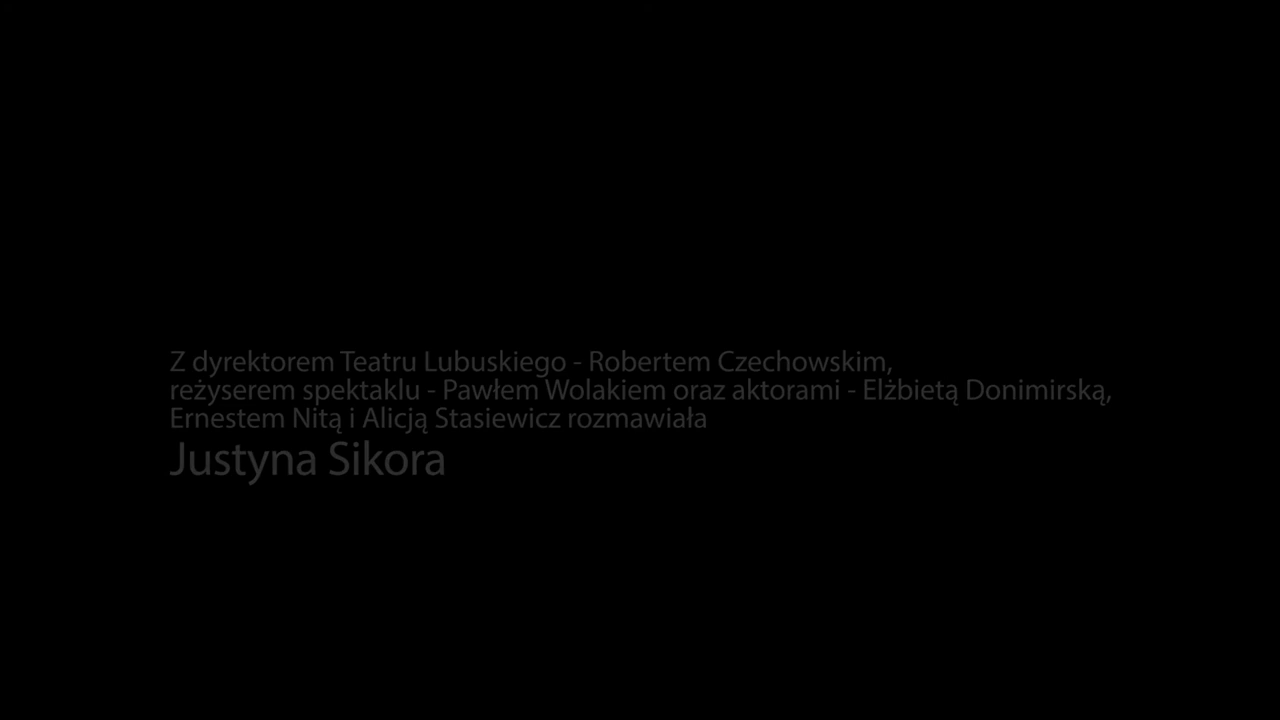 Z dyrektorem Teatru Lubuskiego - Robertem Czechowskim,
reżyserem spektaklu - Pawłem Wolakiem oraz aktorami - Elżbietą Donimirską,
Ernestem Nitą i Alicją Stasiewicz rozmawiała
Justyna Sikora